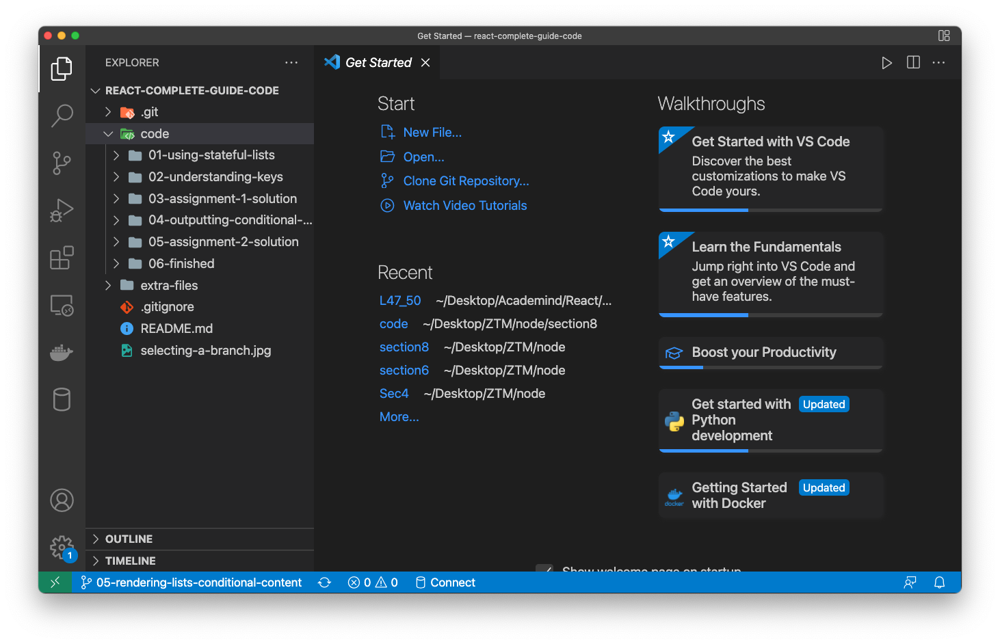 Get Started — react-complete-guide-code
EXPLORER
REACT-COMPLETE-GUIDE-CODE
.git
code
01-using-stateful-lists
02-understanding-keys
03-assignment-1-solution
04-outputting-conditional-...
05-assignment-2-solution
06-finished
extra-files
.gitignore
README.md
selecting-a-branch.jpg
OUTLINE
TIMELINE
Get Started
Start
New File...
Open...
Clone Git Repository...
Watch Video Tutorials
Recent
L47_50 ~/Desktop/Academind/React/...
code ~/Desktop/ZTM/node/section8
section8 ~/Desktop/ZTM/node
section6 ~/Desktop/ZTM/node
Sec4 ~/Desktop/ZTM/node
More...
Walkthroughs
Get Started with VS Code
Discover the best
customizations to make VS
Code yours.
Learn the Fundamentals
Jump right into VS Code and
get an overview of the must-
have features.
Boost your Productivity
Get started with Updated
Python
development
Getting Started Updated
with Docker
docker
Show welcome page on startup
1
05-rendering-lists-conditional-content 0 0 Connect